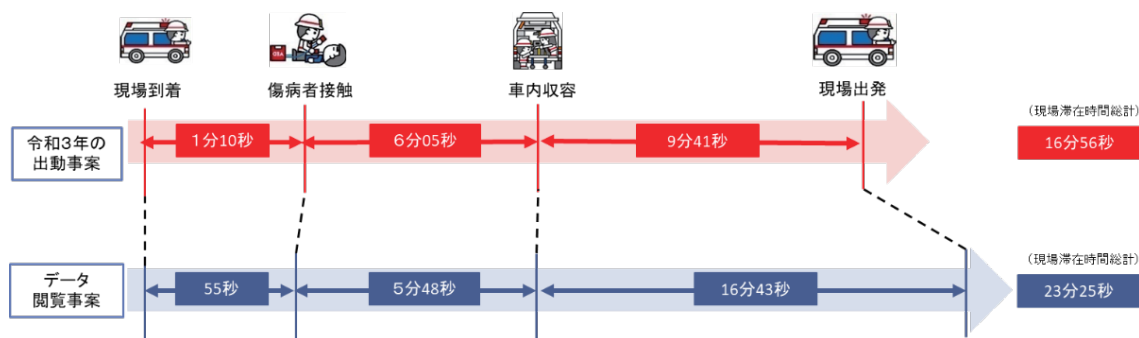 現場到着
傷病者接触
車内収容
現場出発
(現場滞在時間総計)
令和3年の
出動事案
1分10秒
6分05秒
9分41秒
16分56秒
(現場滞在時間総計)
データ
閲覧事案
55秒
5分48秒
16分43秒
23分25秒